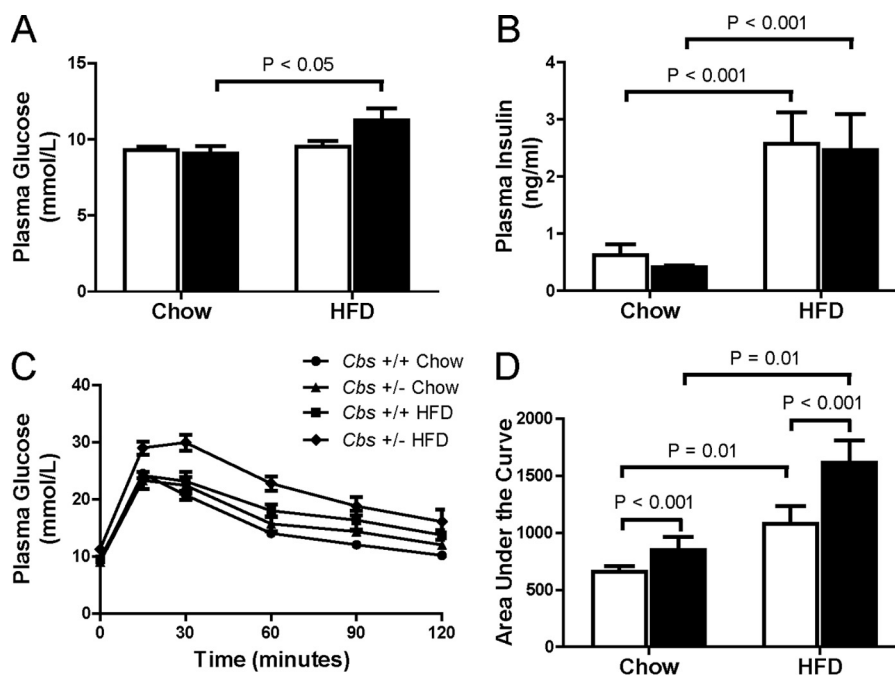 A
P < 0.05
Plasma Glucose
(mmol/L)
15
10
5
0
Chow
HFD
B
P < 0.001
P < 0.001
Plasma Insulin
(ng/ml)
4
3
2
1
0
Chow
HFD
C
Cbs +/+ Chow
Cbs +/- Chow
Cbs +/+ HFD
Cbs +/- HFD
Plasma Glucose
(mmol/L)
40
30
20
10
0
0
30
60
90
120
Time (minutes)
D
P = 0.01
P < 0.001
P = 0.01
P < 0.001
Area Under the Curve
2000
1500
1000
500
0
Chow
HFD